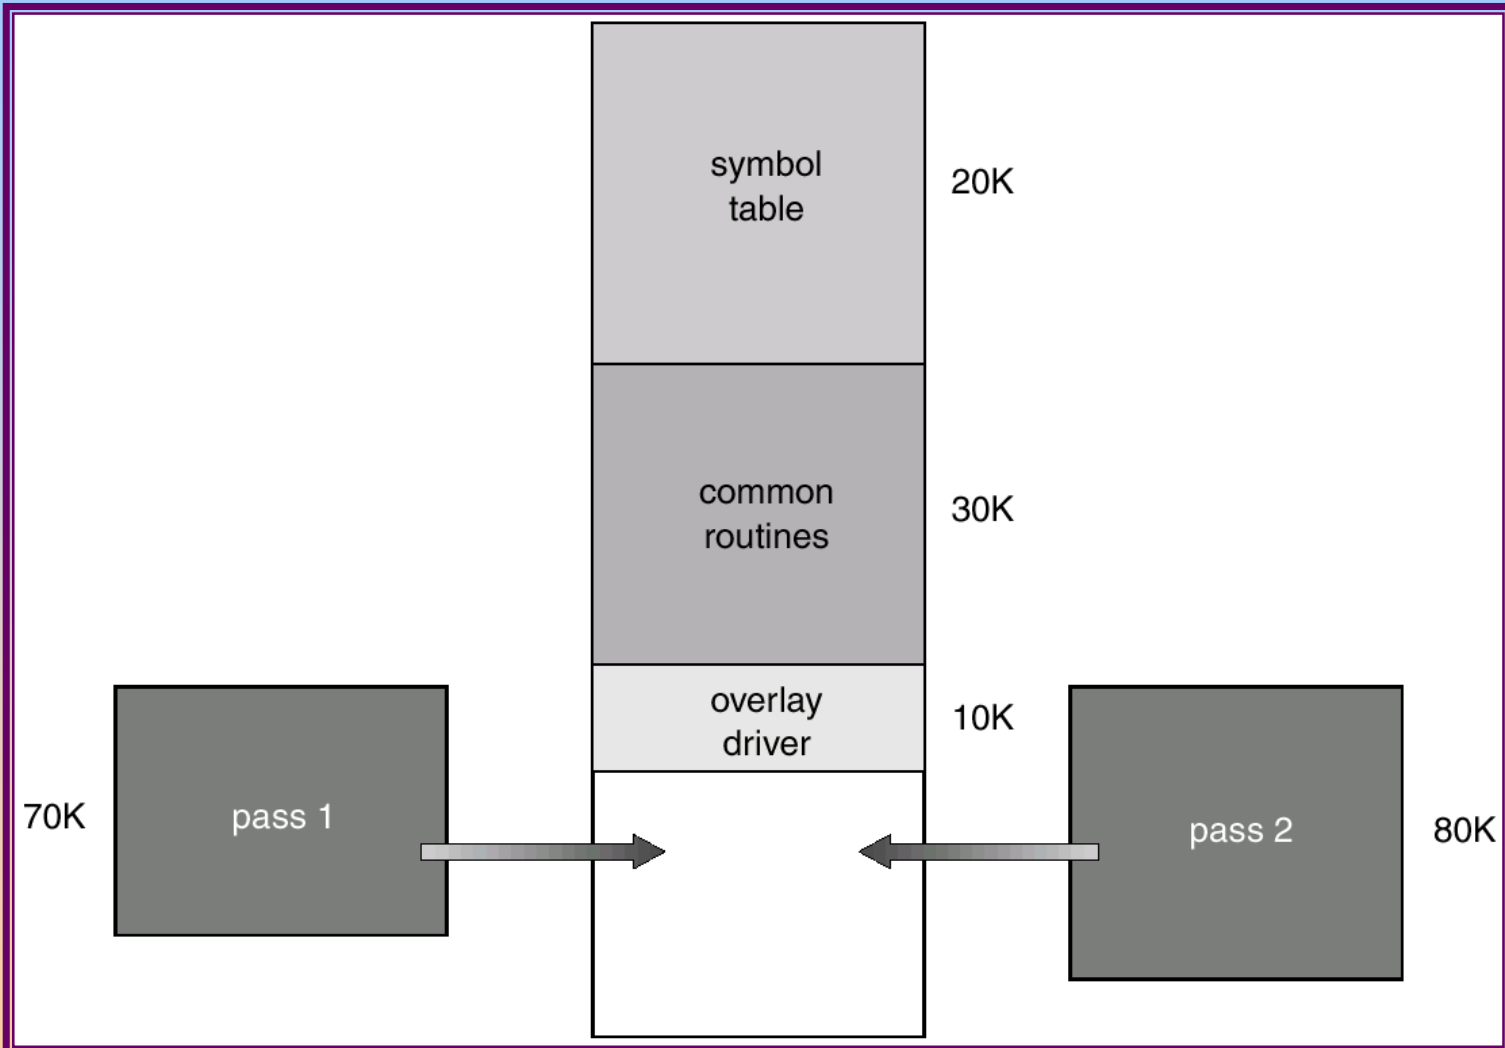 symbol
table
20K
common
routines
30K
overlay
driver
10K
70K
pass 1
pass 2
80K